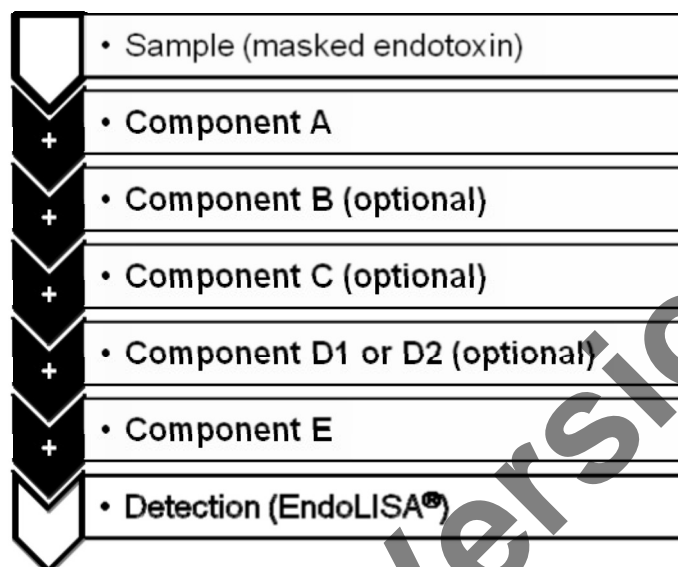 • Sample (masked endotoxin)
+
• Component A
+
• Component B (optional)
+
• Component C (optional)
+
• Component D1 or D2 (optional)
+
• Component E
• Detection (EndoLISA®)